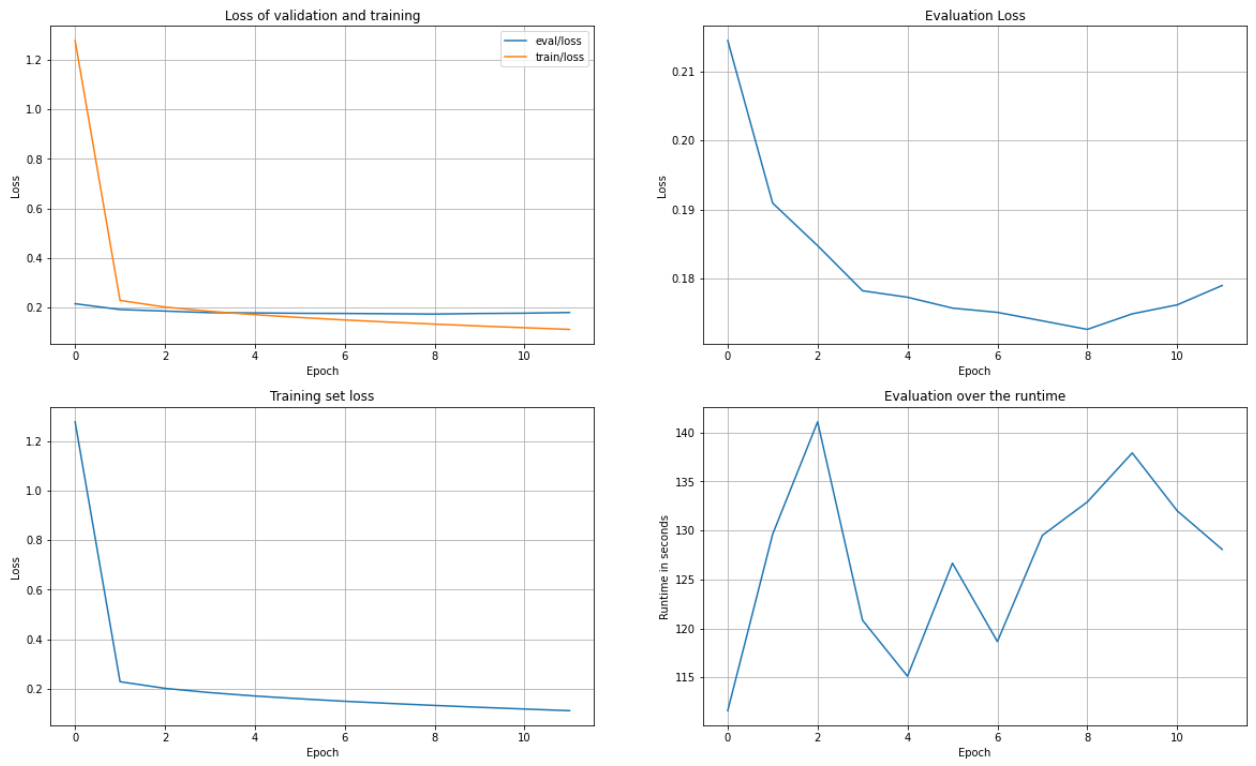 Loss of validation and training
eval/loss
train/loss
Loss
1.2
1.0
0.8
0.6
0.4
0.2
0 2 4 6 8 10
Epoch
Evaluation Loss
Loss
0.21
0.20
0.19
0.18
0 2 4 6 8 10
Epoch
Training set loss
Loss
1.2
1.0
0.8
0.6
0.4
0.2
0 2 4 6 8 10
Epoch
Evaluation over the runtime
Runtime in seconds
140
135
130
125
120
115
0 2 4 6 8 10
Epoch